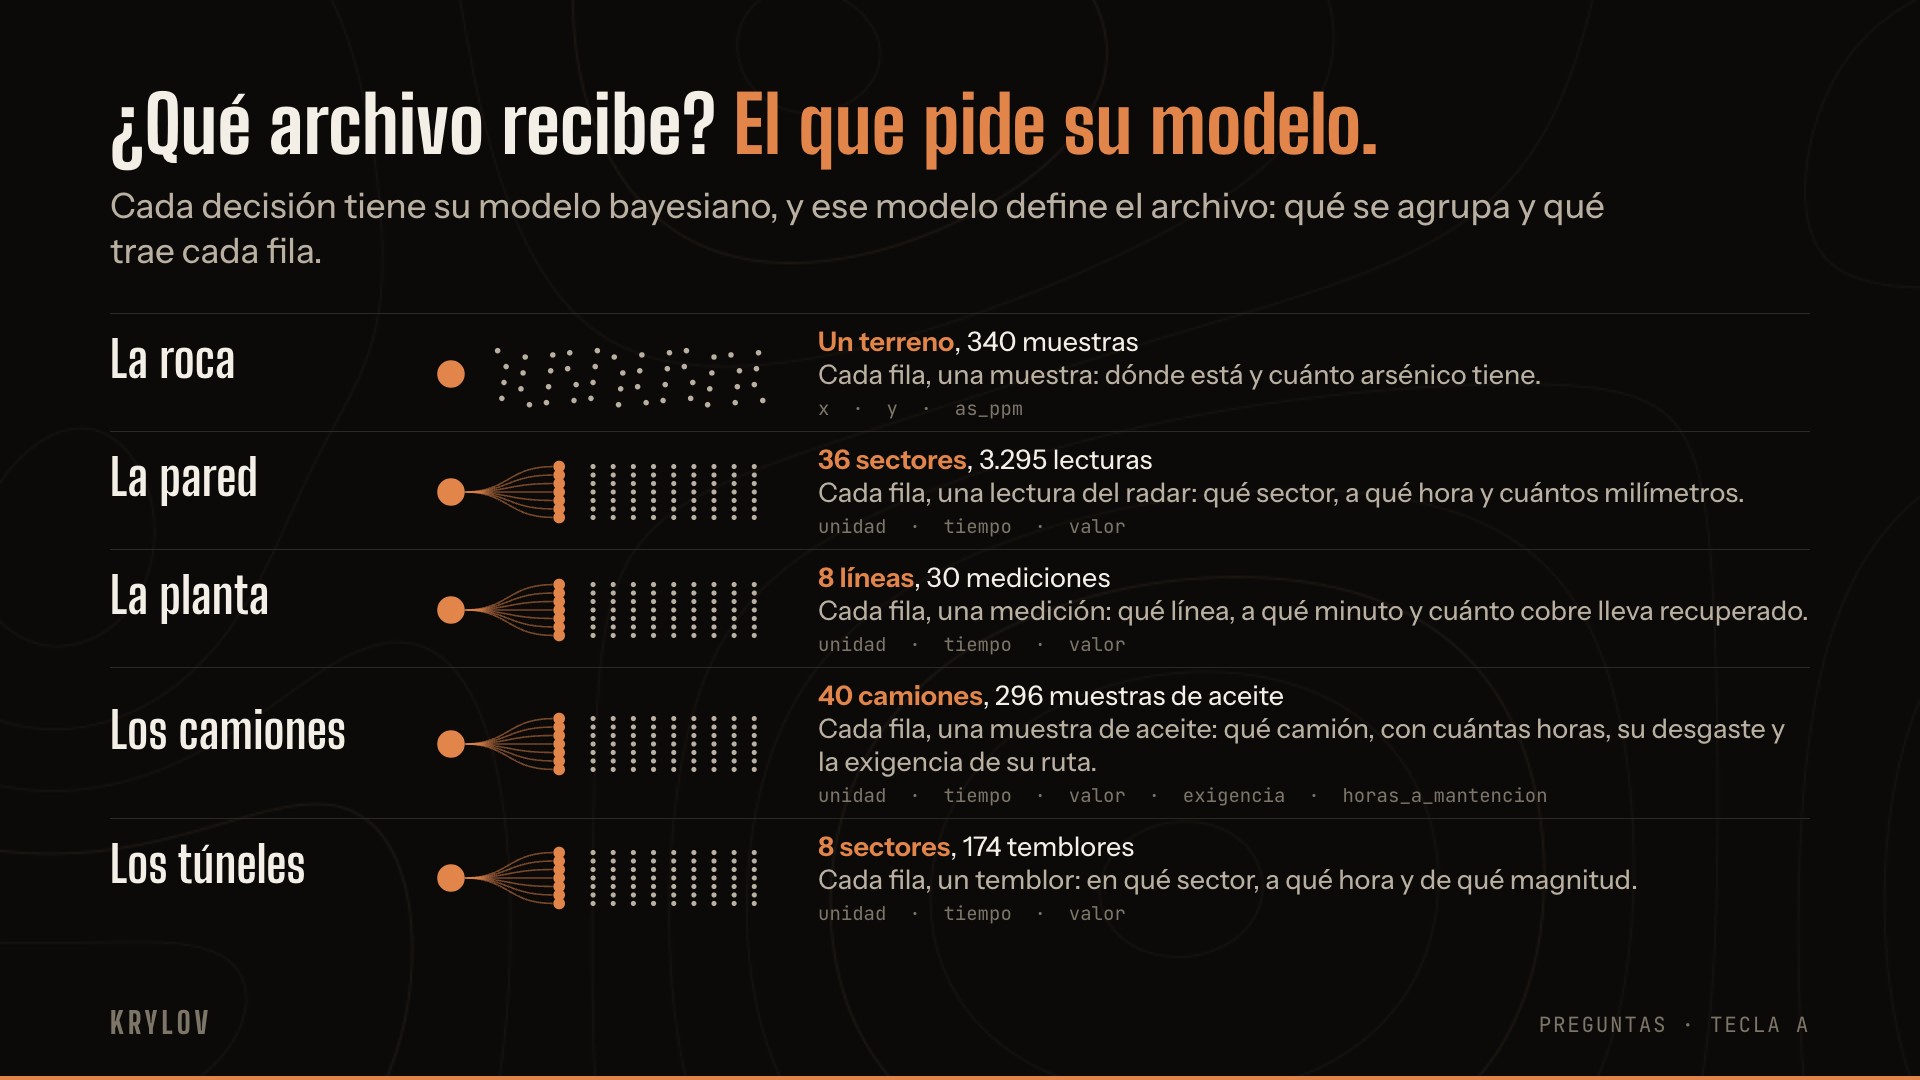 ¿Qué archivo recibe? El que pide su modelo.
Cada decisión tiene su modelo bayesiano, y ese modelo define el archivo: qué se agrupa y qué
trae cada fila.
La roca
Un terreno, 340 muestras
Cada fila, una muestra: dónde está y cuánto arsénico tiene.
x · y · as_ppm
La pared
36 sectores, 3.295 lecturas
Cada fila, una lectura del radar: qué sector, a qué hora y cuántos milímetros.
unidad · tiempo · valor
La planta
8 líneas, 30 mediciones
Cada fila, una medición: qué línea, a qué minuto y cuánto cobre lleva recuperado.
unidad · tiempo · valor
Los camiones
40 camiones, 296 muestras de aceite
Cada fila, una muestra de aceite: qué camión, con cuántas horas, su desgaste y
la exigencia de su ruta.
unidad · tiempo · valor · exigencia · horas_a_mantencion
Los túneles
8 sectores, 174 temblores
Cada fila, un temblor: en qué sector, a qué hora y de qué magnitud.
unidad · tiempo · valor
KRYLOV
PREGUNTAS · TECLA A